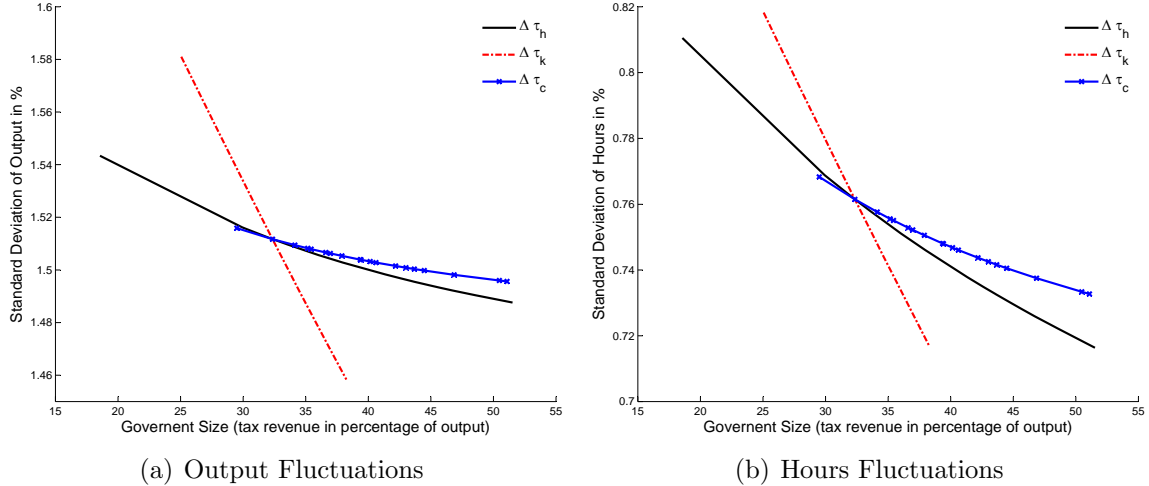 1.6
1.58
1.56
1.54
1.52
1.5
1.48
1.46
Standard Deviation of Output in %
Δ τh
Δ τk
Δ τc
15 20 25 30 35 40 45 50 55
Governent Size (tax revenue in percentage of output)
(a) Output Fluctuations
0.82
0.8
0.78
0.76
0.74
0.72
0.7
Standard Deviation of Hours in %
Δ τh
Δ τk
Δ τc
15 20 25 30 35 40 45 50 55
Governent Size (tax revenue in percentage of output)
(b) Hours Fluctuations